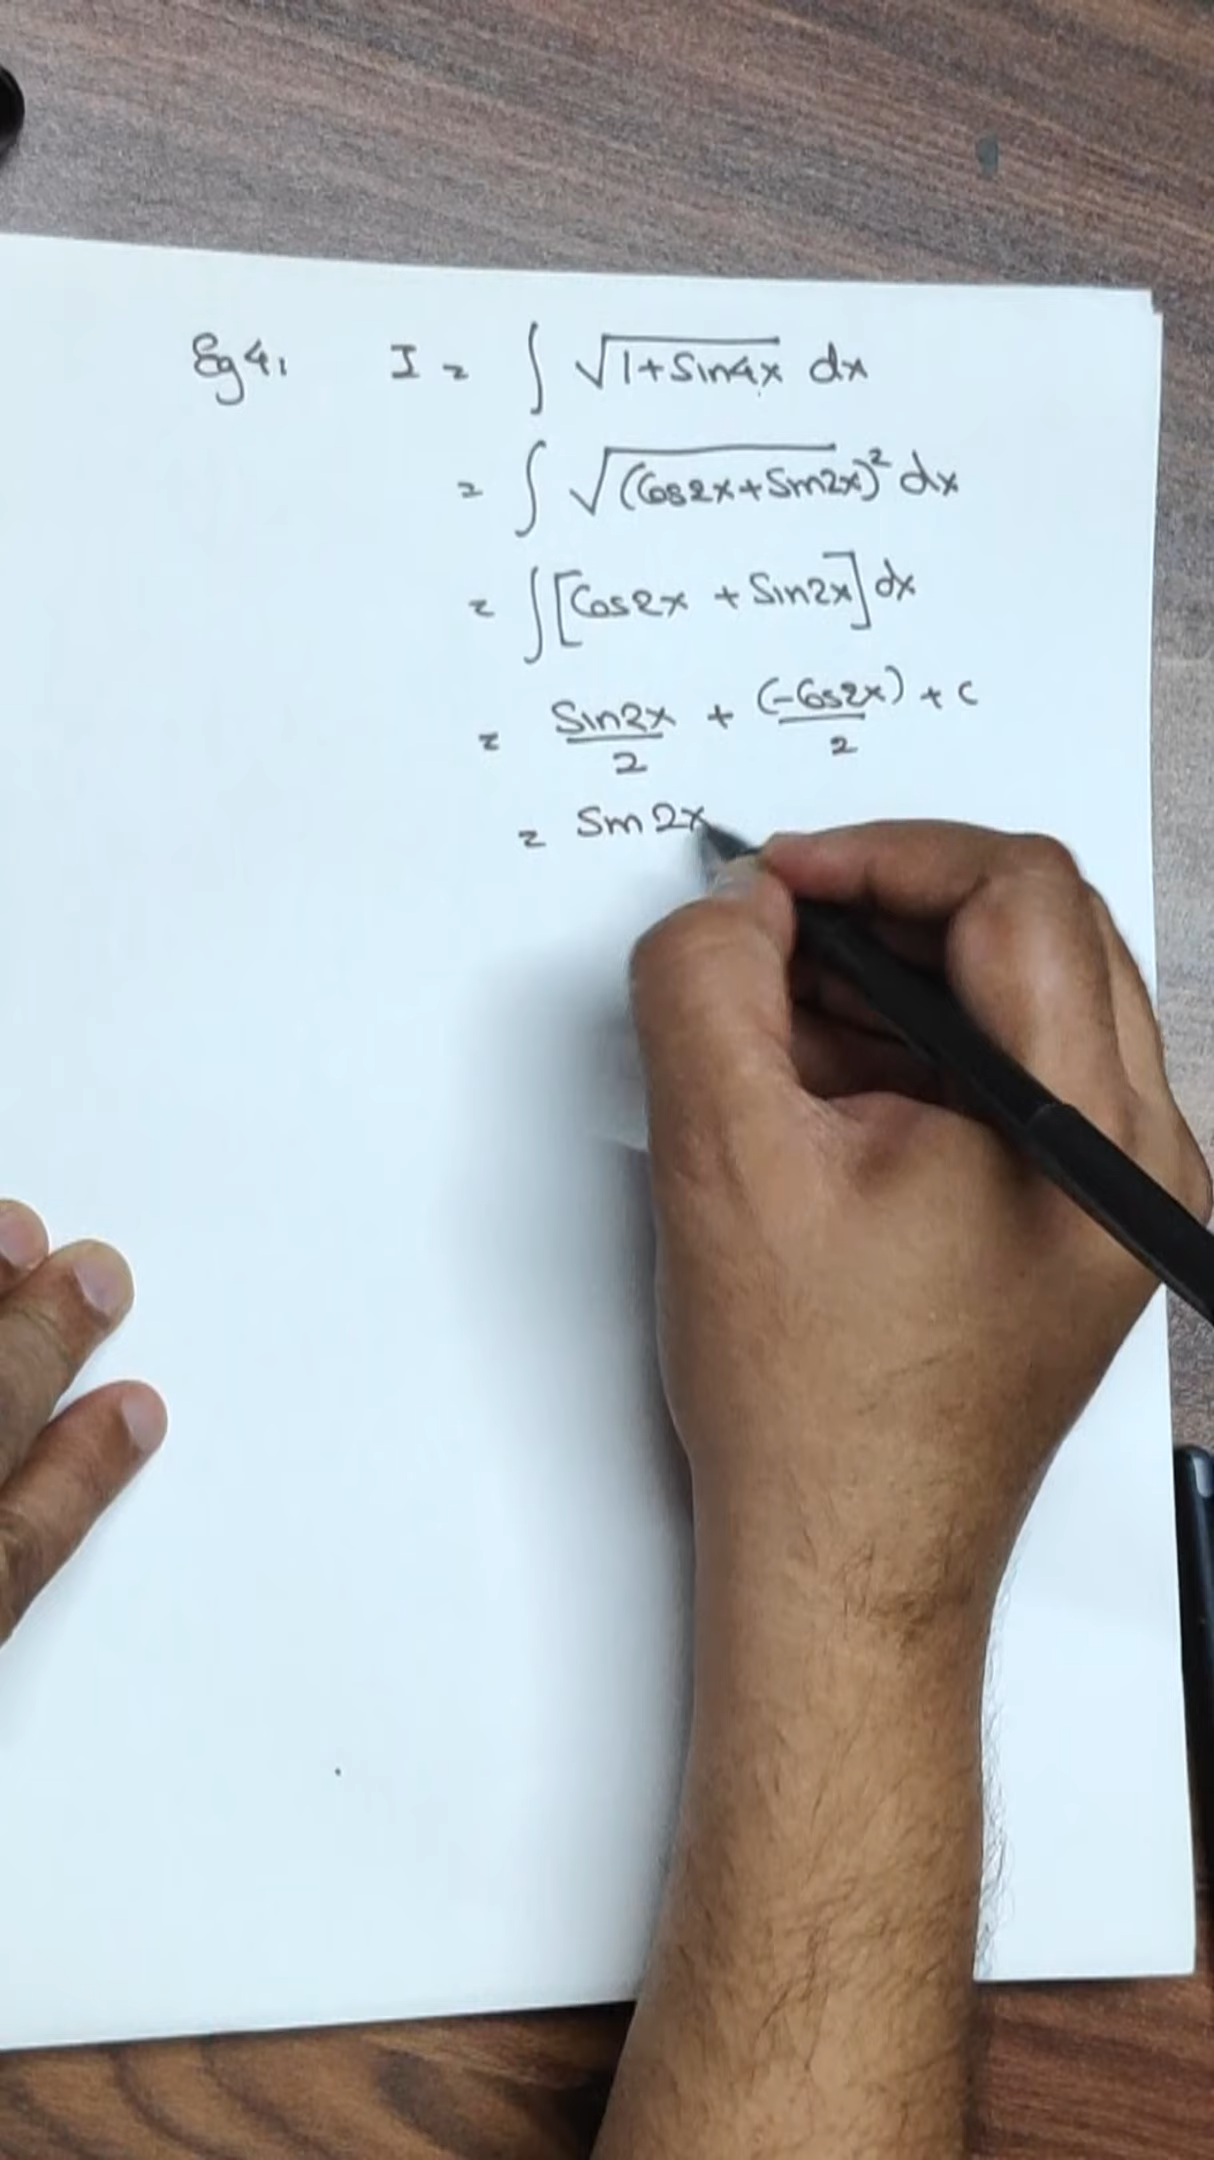 Eg 4, I = ∫ √(1+Sin4x) dx
= ∫ √((Cos2x+Sin2x)²) dx
= ∫ [Cos2x + Sin2x] dx
= Sin2x/2 + (-Cos2x)/2 + C
= Sin 2x